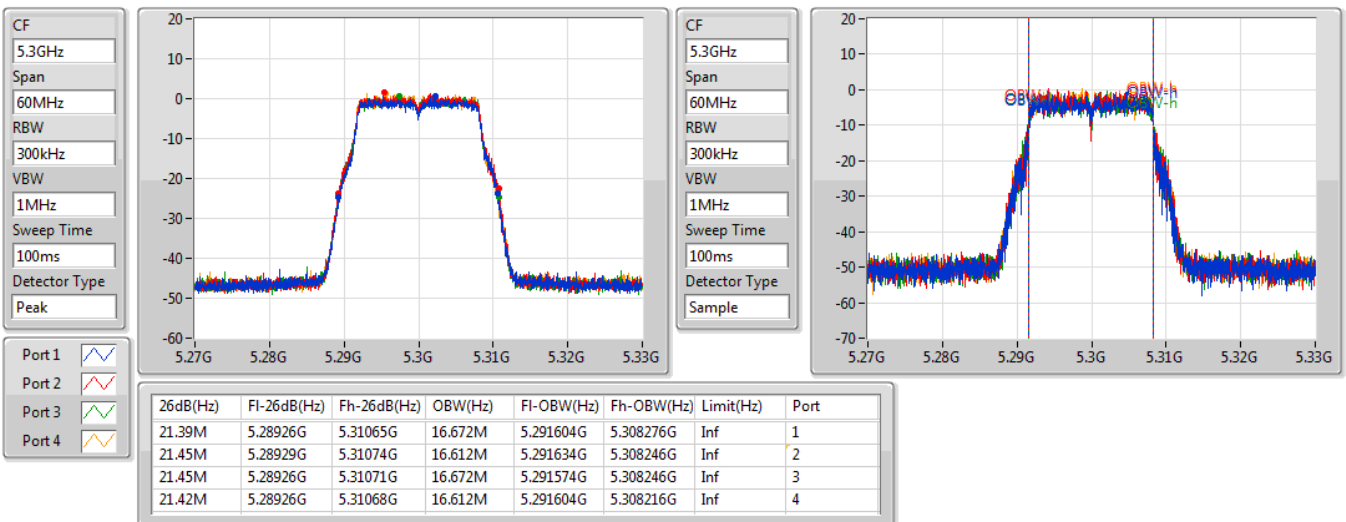 CF
5.3GHz
Span
60MHz
RBW
300kHz
VBW
1MHz
Sweep Time
100ms
Detector Type
Peak
20
10
0
-10
-20
-30
-40
-50
-60
5.27G 5.28G 5.29G 5.3G 5.31G 5.32G 5.33G
CF
5.3GHz
Span
60MHz
RBW
300kHz
VBW
1MHz
Sweep Time
100ms
Detector Type
Sample
20
10
0
-10
-20
-30
-40
-50
-60
-70
OBW-h
OBW-h
5.27G 5.28G 5.29G 5.3G 5.31G 5.32G 5.33G
Port 1
Port 2
Port 3
Port 4
26dB(Hz) Fl-26dB(Hz) Fh-26dB(Hz) OBW(Hz) Fl-OBW(Hz) Fh-OBW(Hz) Limit(Hz) Port
21.39M 5.28926G 5.31065G 16.672M 5.291604G 5.308276G Inf 1
21.45M 5.28929G 5.31074G 16.612M 5.291634G 5.308246G Inf 2
21.45M 5.28926G 5.31071G 16.672M 5.291574G 5.308246G Inf 3
21.42M 5.28926G 5.31068G 16.612M 5.291604G 5.308216G Inf 4